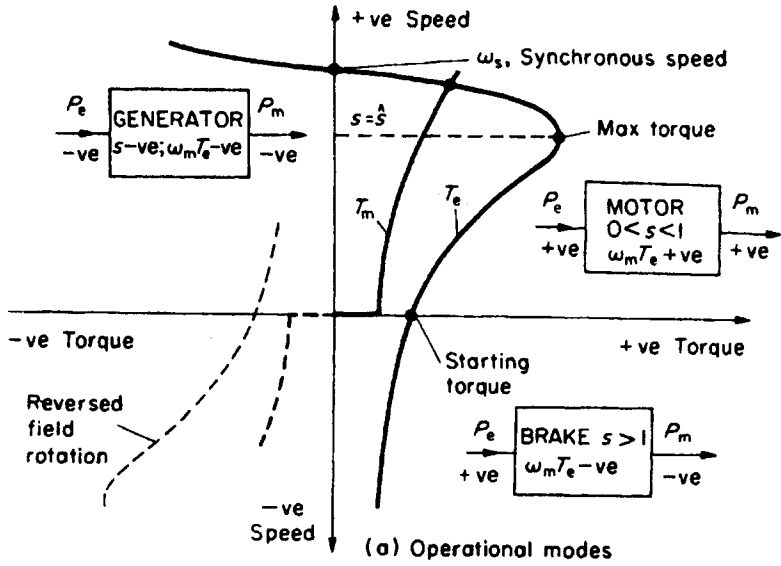 +ve Speed
ωs, Synchronous speed
Pe
-ve
GENERATOR
s-ve; ωmTe-ve
Pm
-ve
s = ŝ
Max torque
Tm
Te
Pe
+ve
MOTOR
0 < s < 1
ωmTe +ve
Pm
+ve
-ve Torque
+ve Torque
Starting
torque
Reversed
field
rotation
Pe
+ve
BRAKE s > 1
ωmTe -ve
Pm
-ve
-ve
Speed
(a) Operational modes